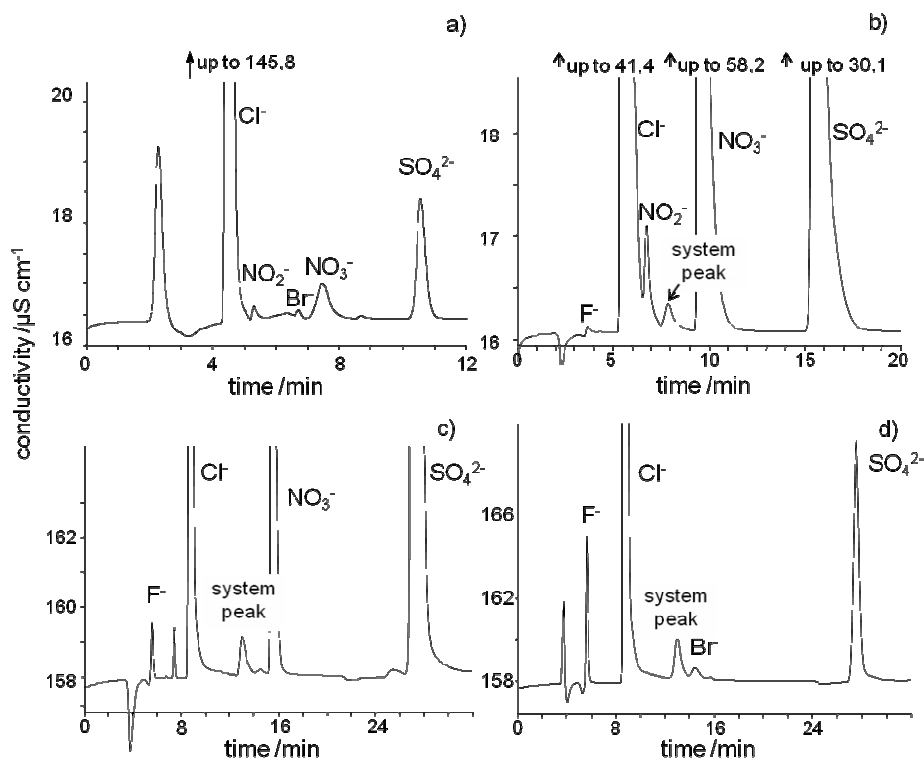 a)
up to 145,8
20
18
16
Cl⁻
NO₂⁻
Br⁻
NO₃⁻
SO₄²⁻
0 4 8 12
time /min
b)
up to 41,4 up to 58,2 up to 30,1
18
17
16
F⁻
Cl⁻
NO₂⁻
system
peak
NO₃⁻
SO₄²⁻
0 5 10 15 20
time /min
conductivity /µS cm⁻¹
c)
162
160
158
F⁻
Cl⁻
system
peak
NO₃⁻
SO₄²⁻
0 8 16 24
time /min
d)
166
162
158
F⁻
Cl⁻
system
peak
Br⁻
SO₄²⁻
0 8 16 24
time /min